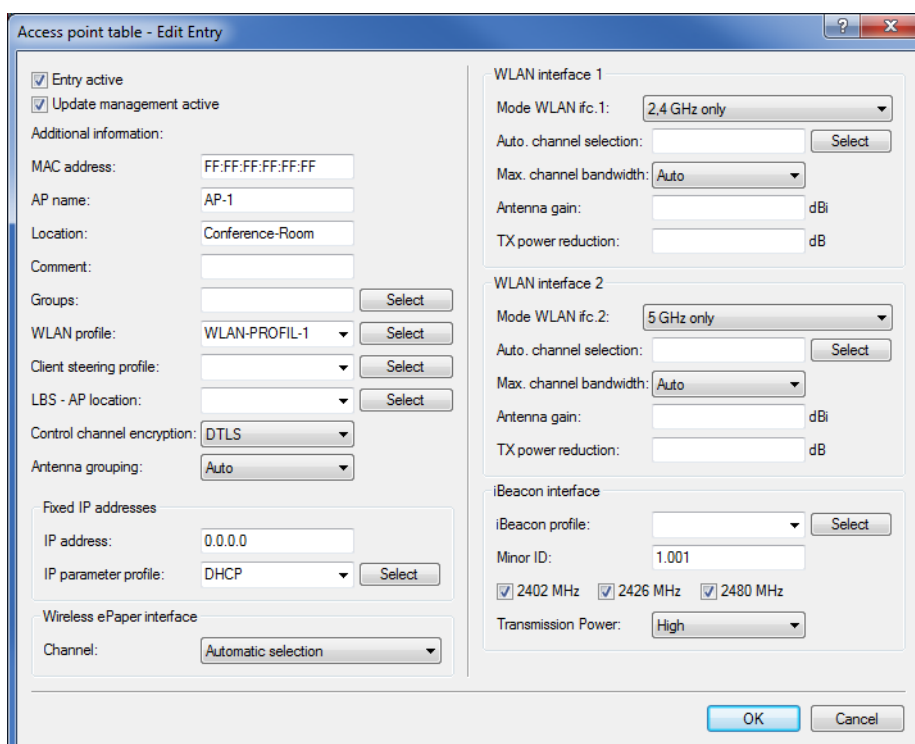 Access point table - Edit Entry
Entry active
Update management active
Additional information:
MAC address: FF:FF:FF:FF:FF:FF
AP name: AP-1
Location: Conference-Room
Comment:
Groups: Select
WLAN profile: WLAN-PROFIL-1 Select
Client steering profile: Select
LBS - AP location: Select
Control channel encryption: DTLS
Antenna grouping: Auto
Fixed IP addresses
IP address: 0.0.0.0
IP parameter profile: DHCP Select
Wireless ePaper interface
Channel: Automatic selection
WLAN interface 1
Mode WLAN ifc.1: 2,4 GHz only
Auto. channel selection: Select
Max. channel bandwidth: Auto
Antenna gain: dBi
TX power reduction: dB
WLAN interface 2
Mode WLAN ifc.2: 5 GHz only
Auto. channel selection: Select
Max. channel bandwidth: Auto
Antenna gain: dBi
TX power reduction: dB
iBeacon interface
iBeacon profile: Select
Minor ID: 1.001
2402 MHz 2426 MHz 2480 MHz
Transmission Power: High
OK Cancel